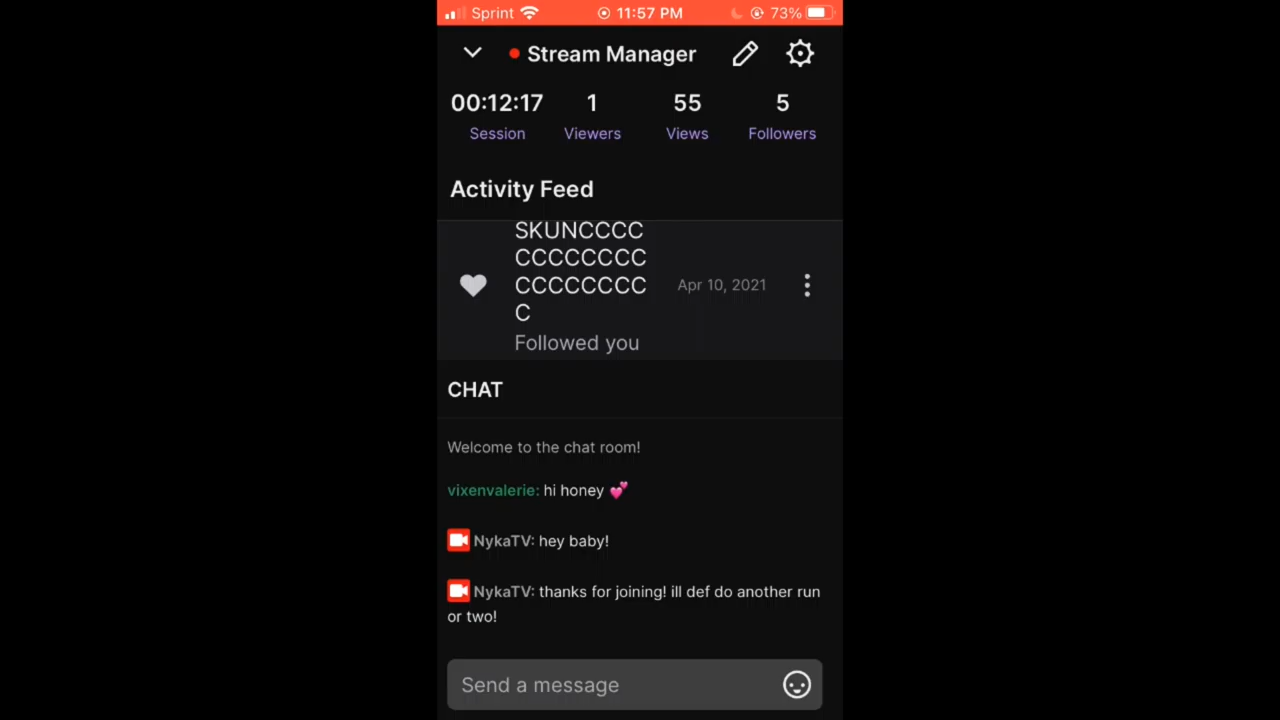 Sprint 11:57 PM 73%
Stream Manager
00:12:17 1 55 5
Session Viewers Views Followers
Activity Feed
SKUNCCCC
CCCCCCCCC
CCCCCCCCC
C
Apr 10, 2021
Followed you
CHAT
Welcome to the chat room!
vixenvalerie: hi honey 💕
NykaTV: hey baby!
NykaTV: thanks for joining! ill def do another run
or two!
Send a message